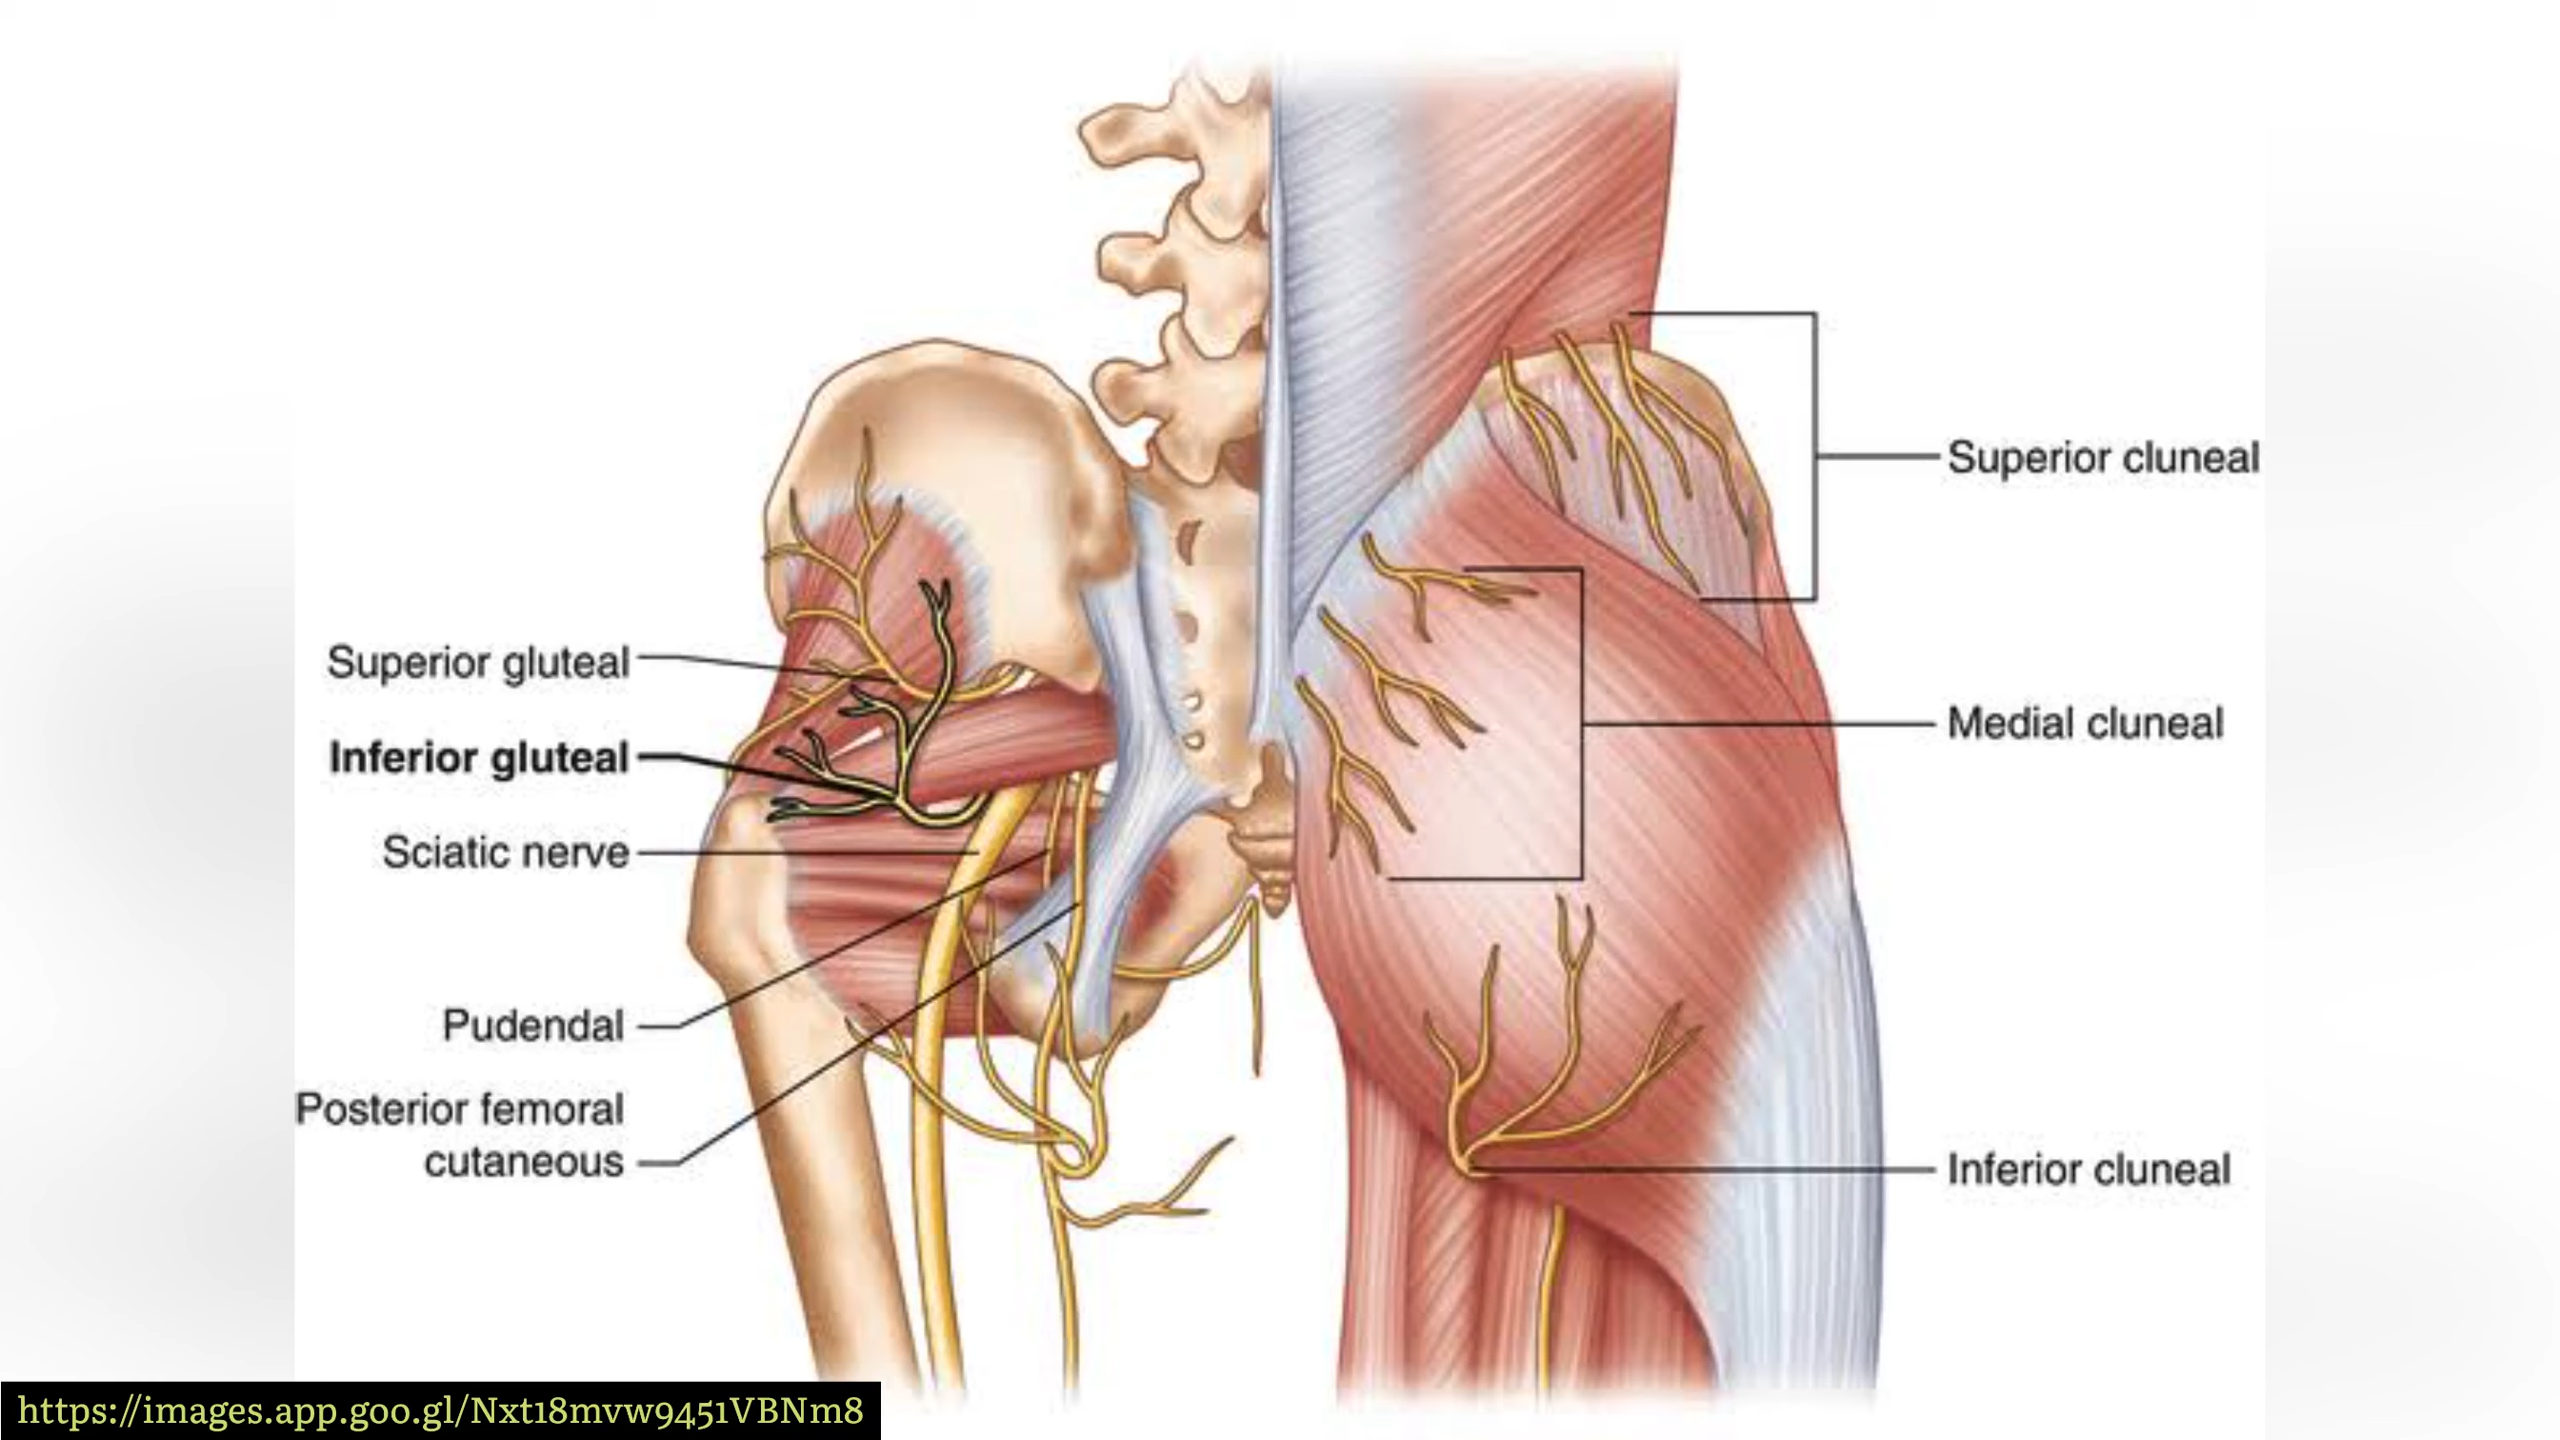 Superior cluneal
Superior gluteal
Medial cluneal
Inferior gluteal
Sciatic nerve
Pudendal
Posterior femoral
cutaneous
Inferior cluneal
https://images.app.goo.gl/Nxt18mvw9451VBNm8